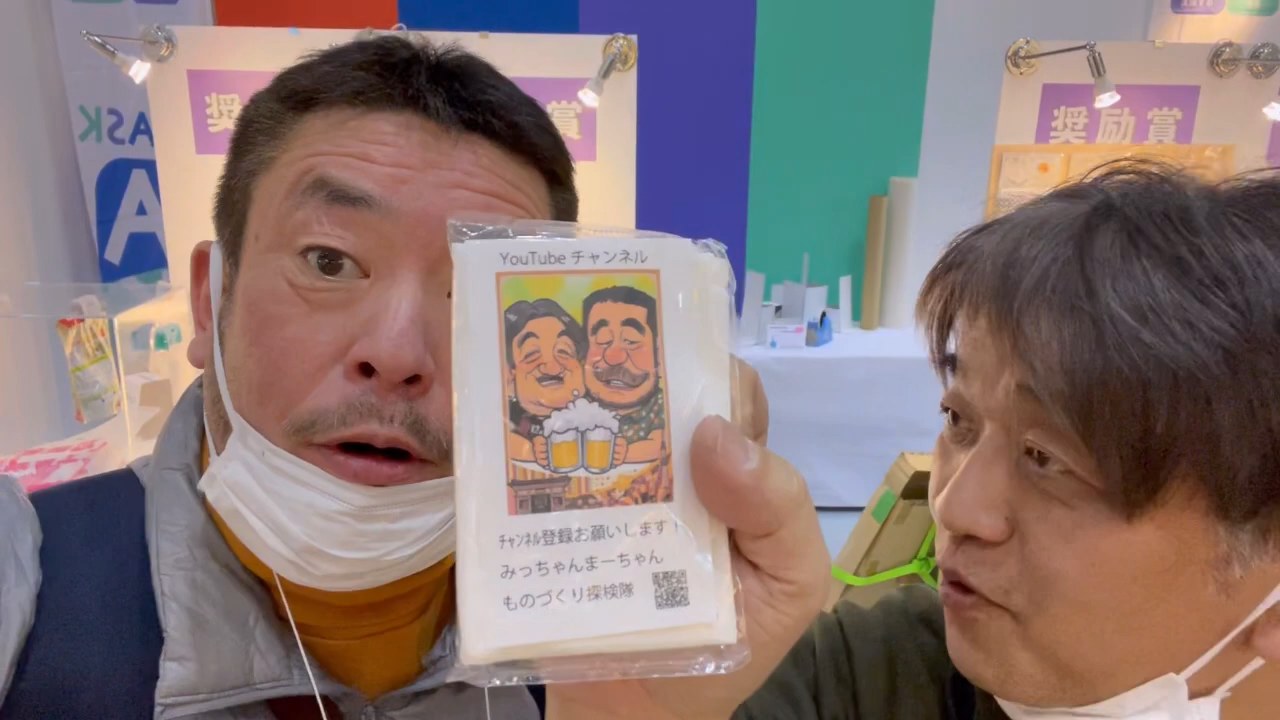 ASK
A
奨 賞
奨励賞
YouTube チャンネル
ﾁｬﾝﾈﾙ登録お願いします!
みっちゃんまーちゃん
ものづくり探検隊